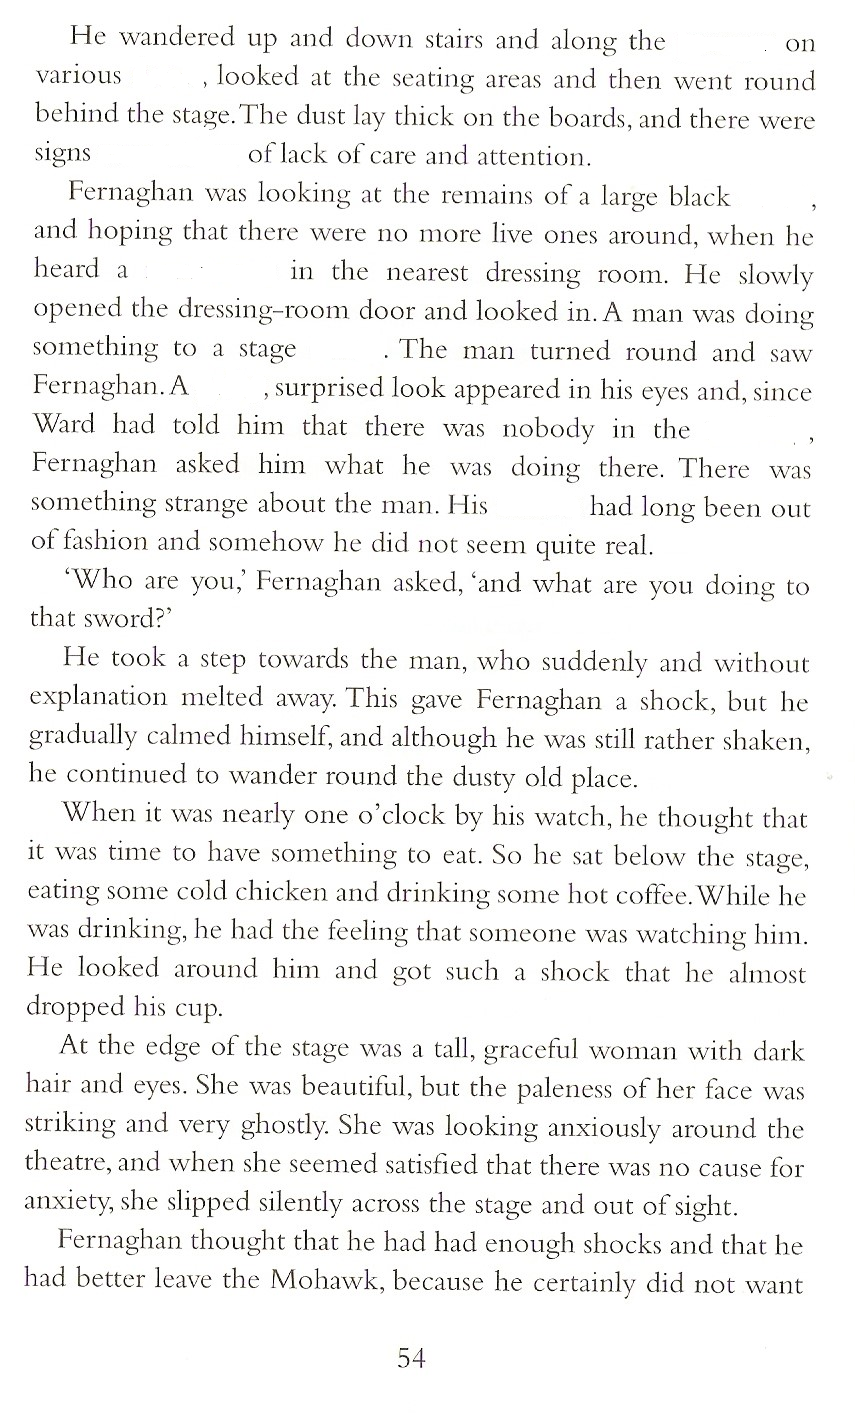 He wandered up and down stairs and along the on
various , looked at the seating areas and then went round
behind the stage. The dust lay thick on the boards, and there were
signs of lack of care and attention.
Fernaghan was looking at the remains of a large black ,
and hoping that there were no more live ones around, when he
heard a in the nearest dressing room. He slowly
opened the dressing-room door and looked in. A man was doing
something to a stage . The man turned round and saw
Fernaghan. A , surprised look appeared in his eyes and, since
Ward had told him that there was nobody in the ,
Fernaghan asked him what he was doing there. There was
something strange about the man. His had long been out
of fashion and somehow he did not seem quite real.
‘Who are you,’ Fernaghan asked, ‘and what are you doing to
that sword?’
He took a step towards the man, who suddenly and without
explanation melted away. This gave Fernaghan a shock, but he
gradually calmed himself, and although he was still rather shaken,
he continued to wander round the dusty old place.
When it was nearly one o’clock by his watch, he thought that
it was time to have something to eat. So he sat below the stage,
eating some cold chicken and drinking some hot coffee. While he
was drinking, he had the feeling that someone was watching him.
He looked around him and got such a shock that he almost
dropped his cup.
At the edge of the stage was a tall, graceful woman with dark
hair and eyes. She was beautiful, but the paleness of her face was
striking and very ghostly. She was looking anxiously around the
theatre, and when she seemed satisfied that there was no cause for
anxiety, she slipped silently across the stage and out of sight.
Fernaghan thought that he had had enough shocks and that he
had better leave the Mohawk, because he certainly did not want
54